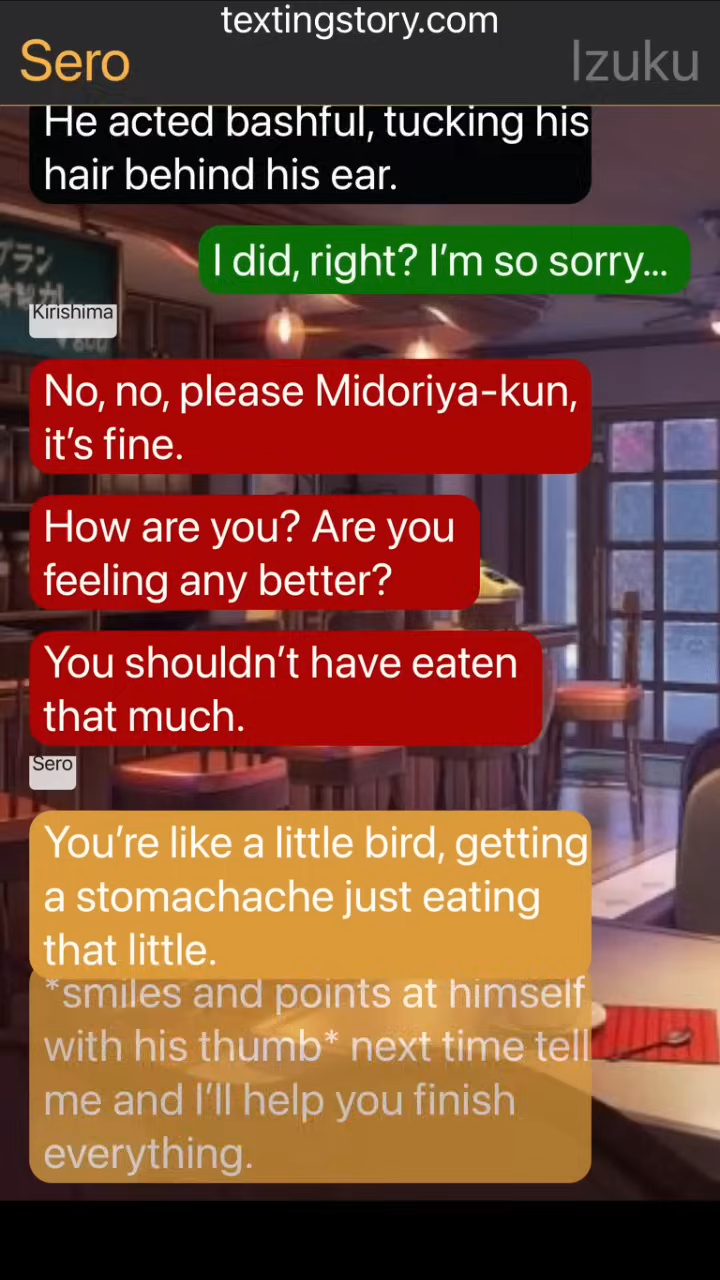 textingstory.com
Sero
Izuku
He acted bashful, tucking his
hair behind his ear.
I did, right? I'm so sorry...
Kirishima
No, no, please Midoriya-kun,
it's fine.
How are you? Are you
feeling any better?
You shouldn't have eaten
that much.
Sero
You're like a little bird, getting
a stomachache just eating
that little.
*smiles and points at himself
with his thumb* next time tell
me and I'll help you finish
everything.